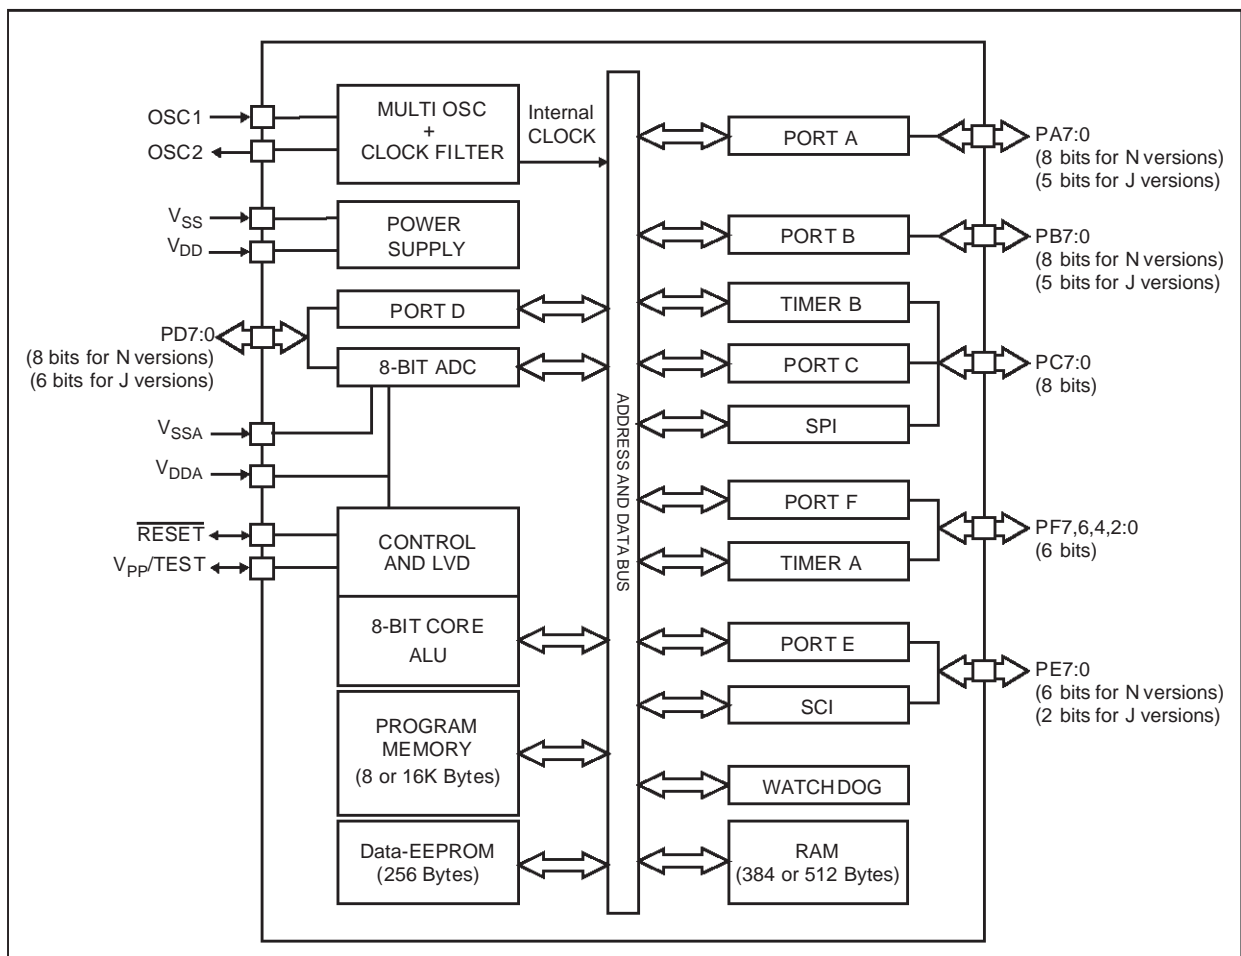 OSC1
OSC2
VSS
VDD
PD7:0
(8 bits for N versions)
(6 bits for J versions)
VSSA
VDDA
RESET
VPP/TEST
MULTI OSC
+
CLOCK FILTER
Internal
CLOCK
POWER
SUPPLY
PORT D
8-BIT ADC
CONTROL
AND LVD
8-BIT CORE
ALU
PROGRAM
MEMORY
(8 or 16K Bytes)
Data-EEPROM
(256 Bytes)
ADDRESS AND DATA BUS
PORT A
PORT B
TIMER B
PORT C
SPI
PORT F
TIMER A
PORT E
SCI
WATCHDOG
RAM
(384 or 512 Bytes)
PA7:0
(8 bits for N versions)
(5 bits for J versions)
PB7:0
(8 bits for N versions)
(5 bits for J versions)
PC7:0
(8 bits)
PF7,6,4,2:0
(6 bits)
PE7:0
(6 bits for N versions)
(2 bits for J versions)